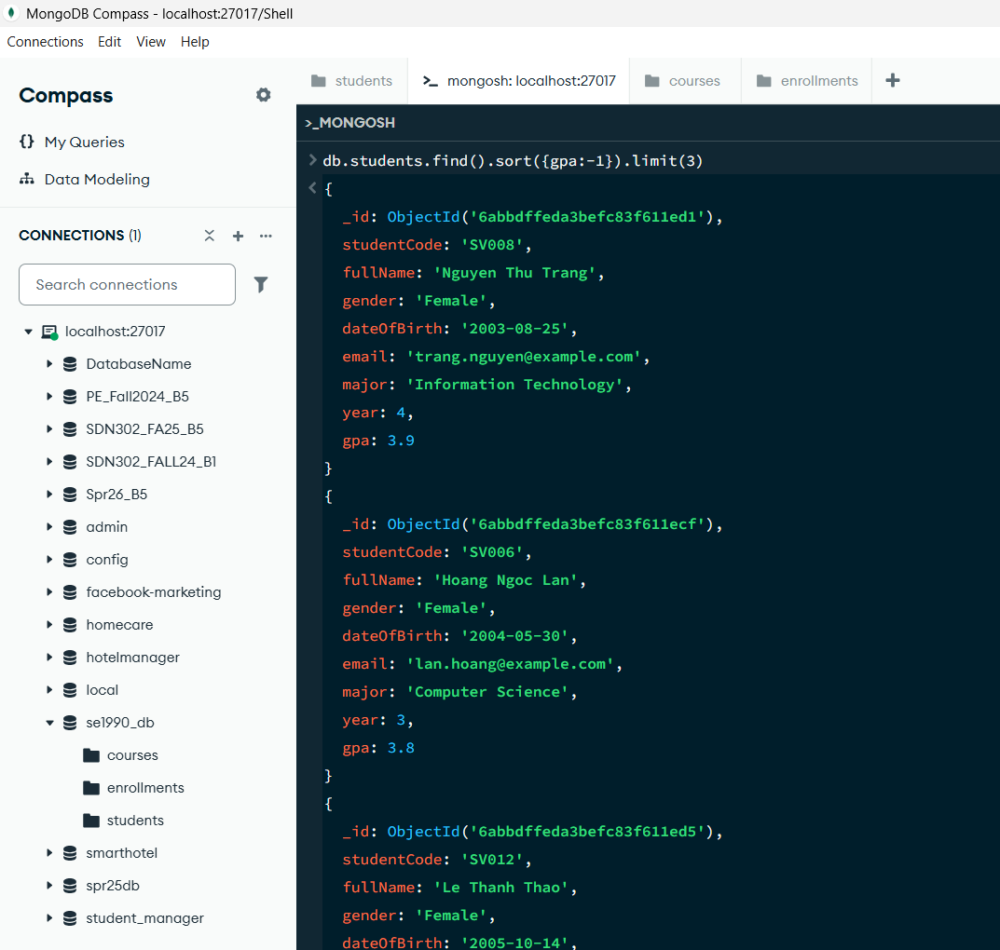 MongoDB Compass - localhost:27017/Shell
Connections Edit View Help
Compass
{} My Queries
Data Modeling
CONNECTIONS (1)
Search connections
localhost:27017
DatabaseName
PE_Fall2024_B5
SDN302_FA25_B5
SDN302_FALL24_B1
Spr26_B5
admin
config
facebook-marketing
homecare
hotelmanager
local
se1990_db
courses
enrollments
students
smarthotel
spr25db
student_manager
students >_ mongosh: localhost:27017 courses enrollments +
>_MONGOSH
> db.students.find().sort({gpa:-1}).limit(3)
< {
_id: ObjectId('6abbdffeda3befc83f611ed1'),
studentCode: 'SV008',
fullName: 'Nguyen Thu Trang',
gender: 'Female',
dateOfBirth: '2003-08-25',
email: 'trang.nguyen@example.com',
major: 'Information Technology',
year: 4,
gpa: 3.9
}
{
_id: ObjectId('6abbdffeda3befc83f611ecf'),
studentCode: 'SV006',
fullName: 'Hoang Ngoc Lan',
gender: 'Female',
dateOfBirth: '2004-05-30',
email: 'lan.hoang@example.com',
major: 'Computer Science',
year: 3,
gpa: 3.8
}
{
_id: ObjectId('6abbdffeda3befc83f611ed5'),
studentCode: 'SV012',
fullName: 'Le Thanh Thao',
gender: 'Female',
dateOfBirth: '2005-10-14',